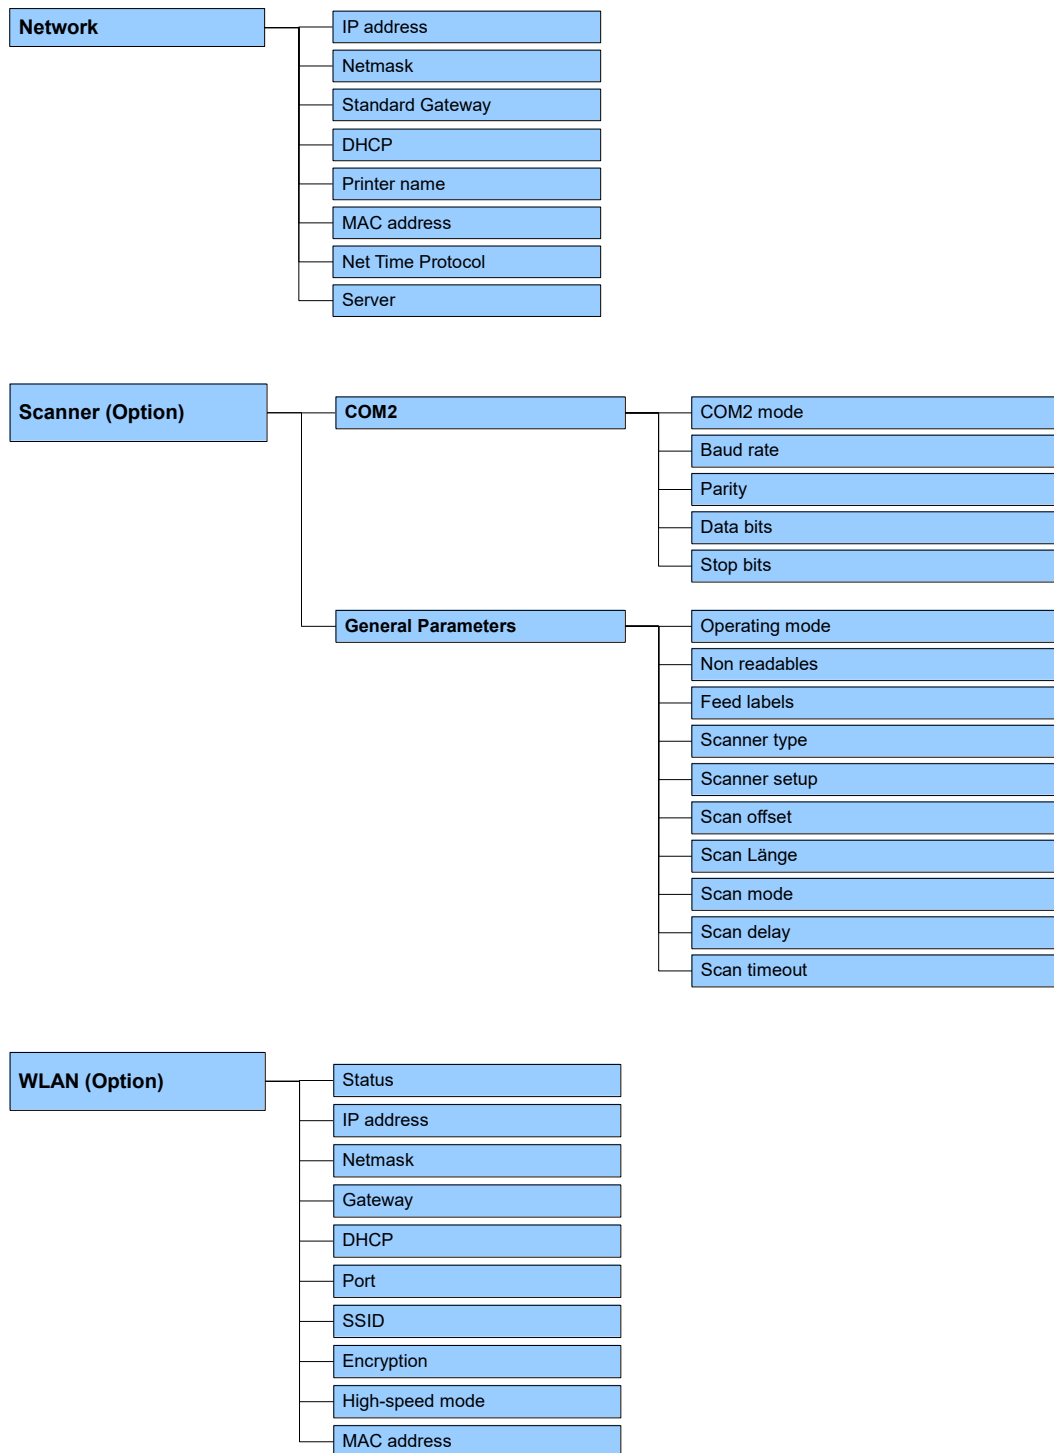 Network
IP address
Netmask
Standard Gateway
DHCP
Printer name
MAC address
Net Time Protocol
Server
Scanner (Option)
COM2
COM2 mode
Baud rate
Parity
Data bits
Stop bits
General Parameters
Operating mode
Non readables
Feed labels
Scanner type
Scanner setup
Scan offset
Scan Länge
Scan mode
Scan delay
Scan timeout
WLAN (Option)
Status
IP address
Netmask
Gateway
DHCP
Port
SSID
Encryption
High-speed mode
MAC address